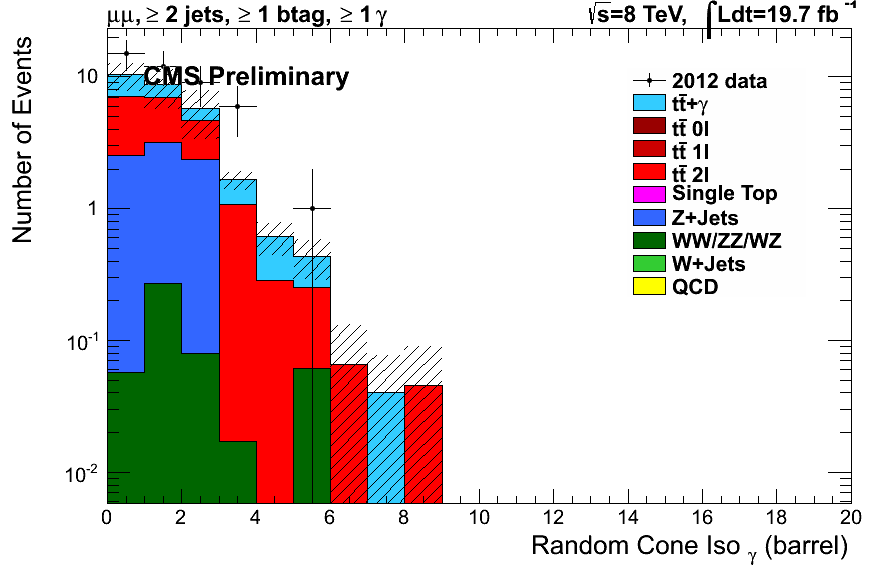 μμ, ≥ 2 jets, ≥ 1 btag, ≥ 1 γ
√s=8 TeV, ∫Ldt=19.7 fb⁻¹
CMS Preliminary
2012 data
tt̄+γ
tt̄ 0l
tt̄ 1l
tt̄ 2l
Single Top
Z+Jets
WW/ZZ/WZ
W+Jets
QCD
Number of Events
10
1
10⁻¹
10⁻²
0 2 4 6 8 10 12 14 16 18 20
Random Cone Iso γ (barrel)